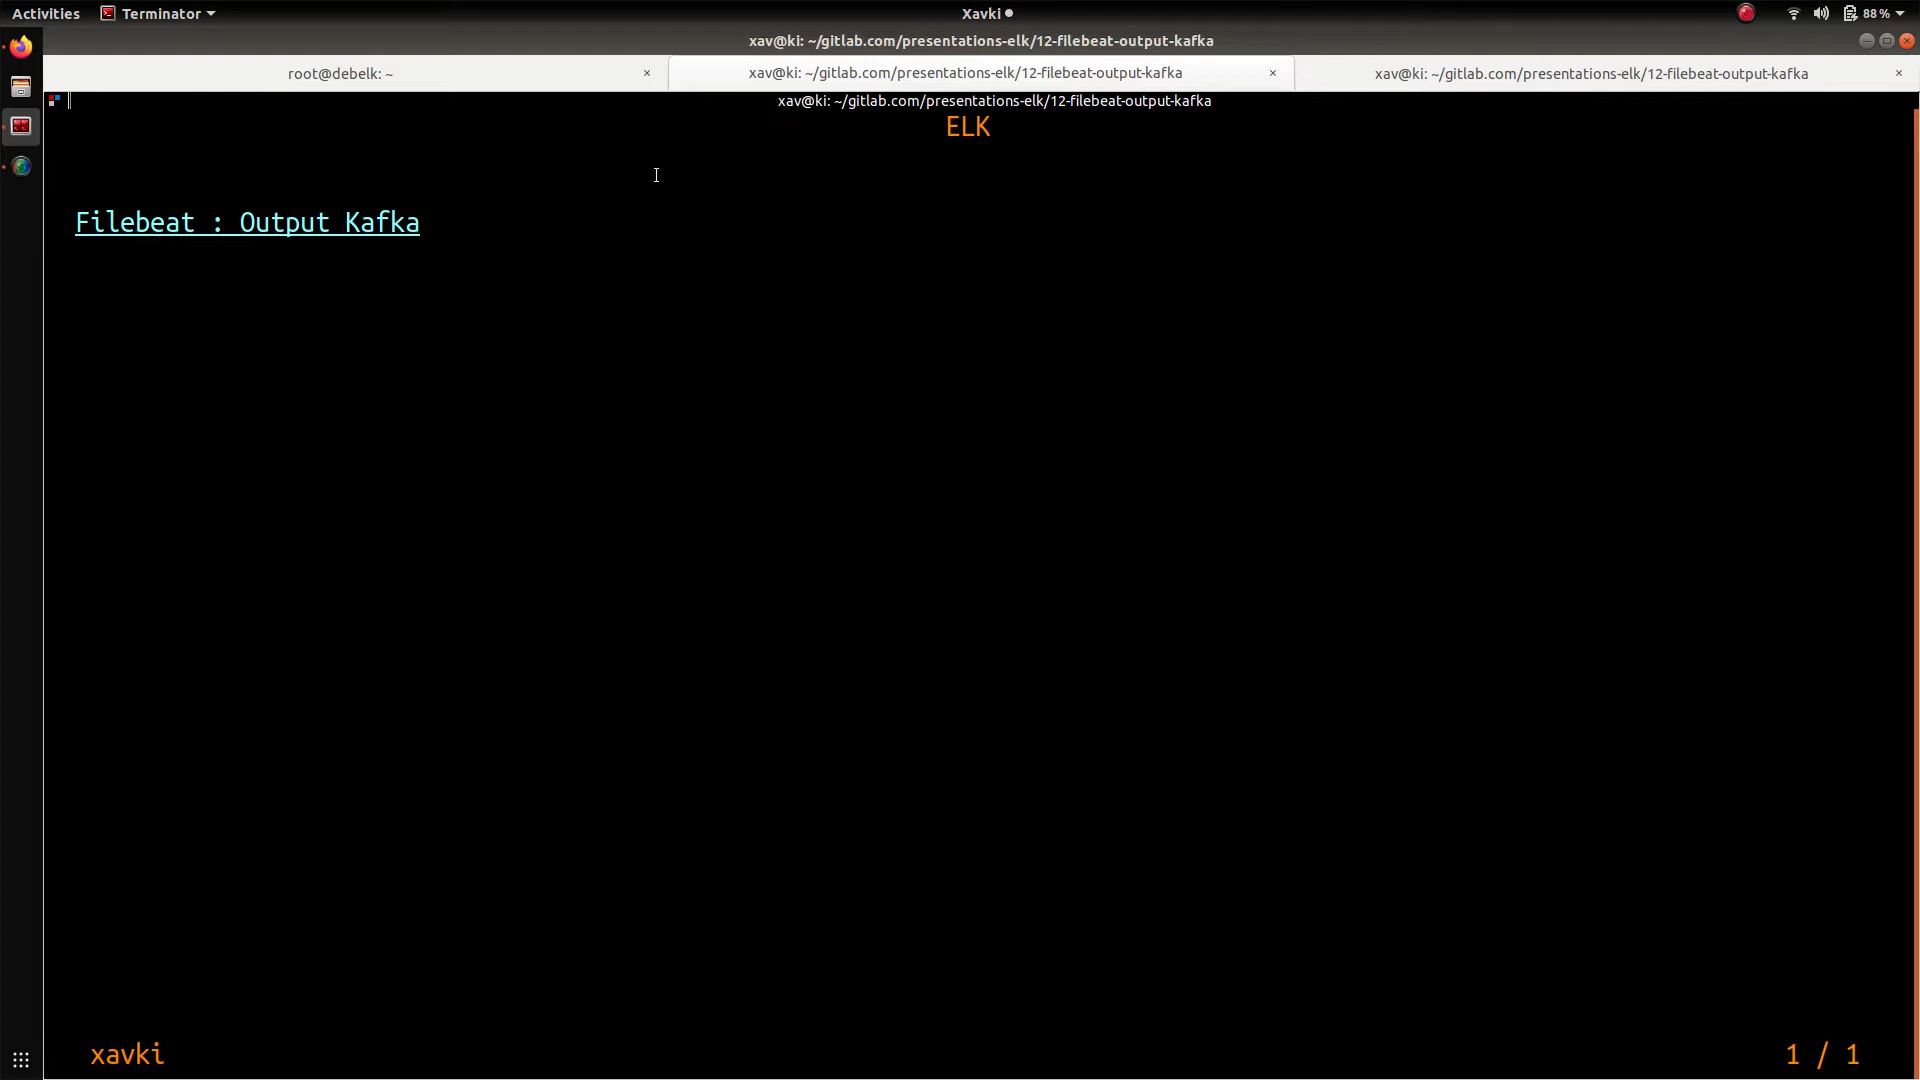 Activities Terminator Xavki 88 %
xav@ki: ~/gitlab.com/presentations-elk/12-filebeat-output-kafka
root@debelk: ~ × xav@ki: ~/gitlab.com/presentations-elk/12-filebeat-output-kafka × xav@ki: ~/gitlab.com/presentations-elk/12-filebeat-output-kafka ×
xav@ki: ~/gitlab.com/presentations-elk/12-filebeat-output-kafka
ELK
Filebeat : Output Kafka
xavki 1 / 1